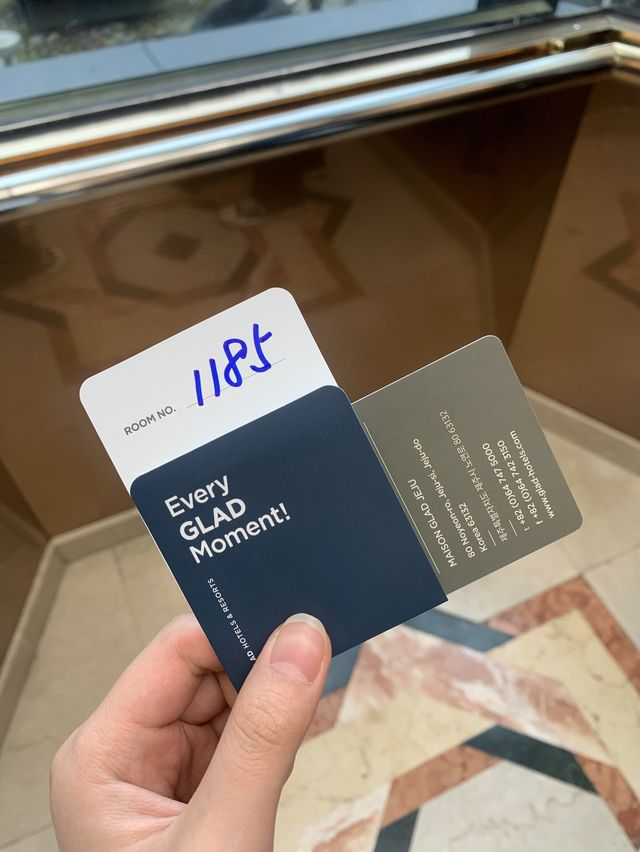 ROOM NO. 1185
Every
GLAD
Moment!
AD HOTELS & RESORTS
MAISON GLAD JEJU
80 Noyeon-ro, Jeju-si, Jeju-do
Korea 63132
제주특별자치도 제주시 노연로 80 63132
t +82 (0)64 747 5000
f +82 (0)64 742 3150
www.glad-hotels.com